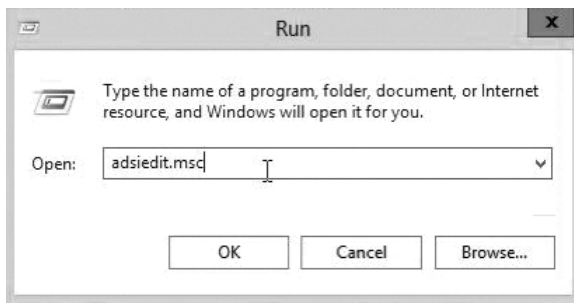 Run
x
Type the name of a program, folder, document, or Internet
resource, and Windows will open it for you.
Open: adsiedit.msc
OK Cancel Browse...